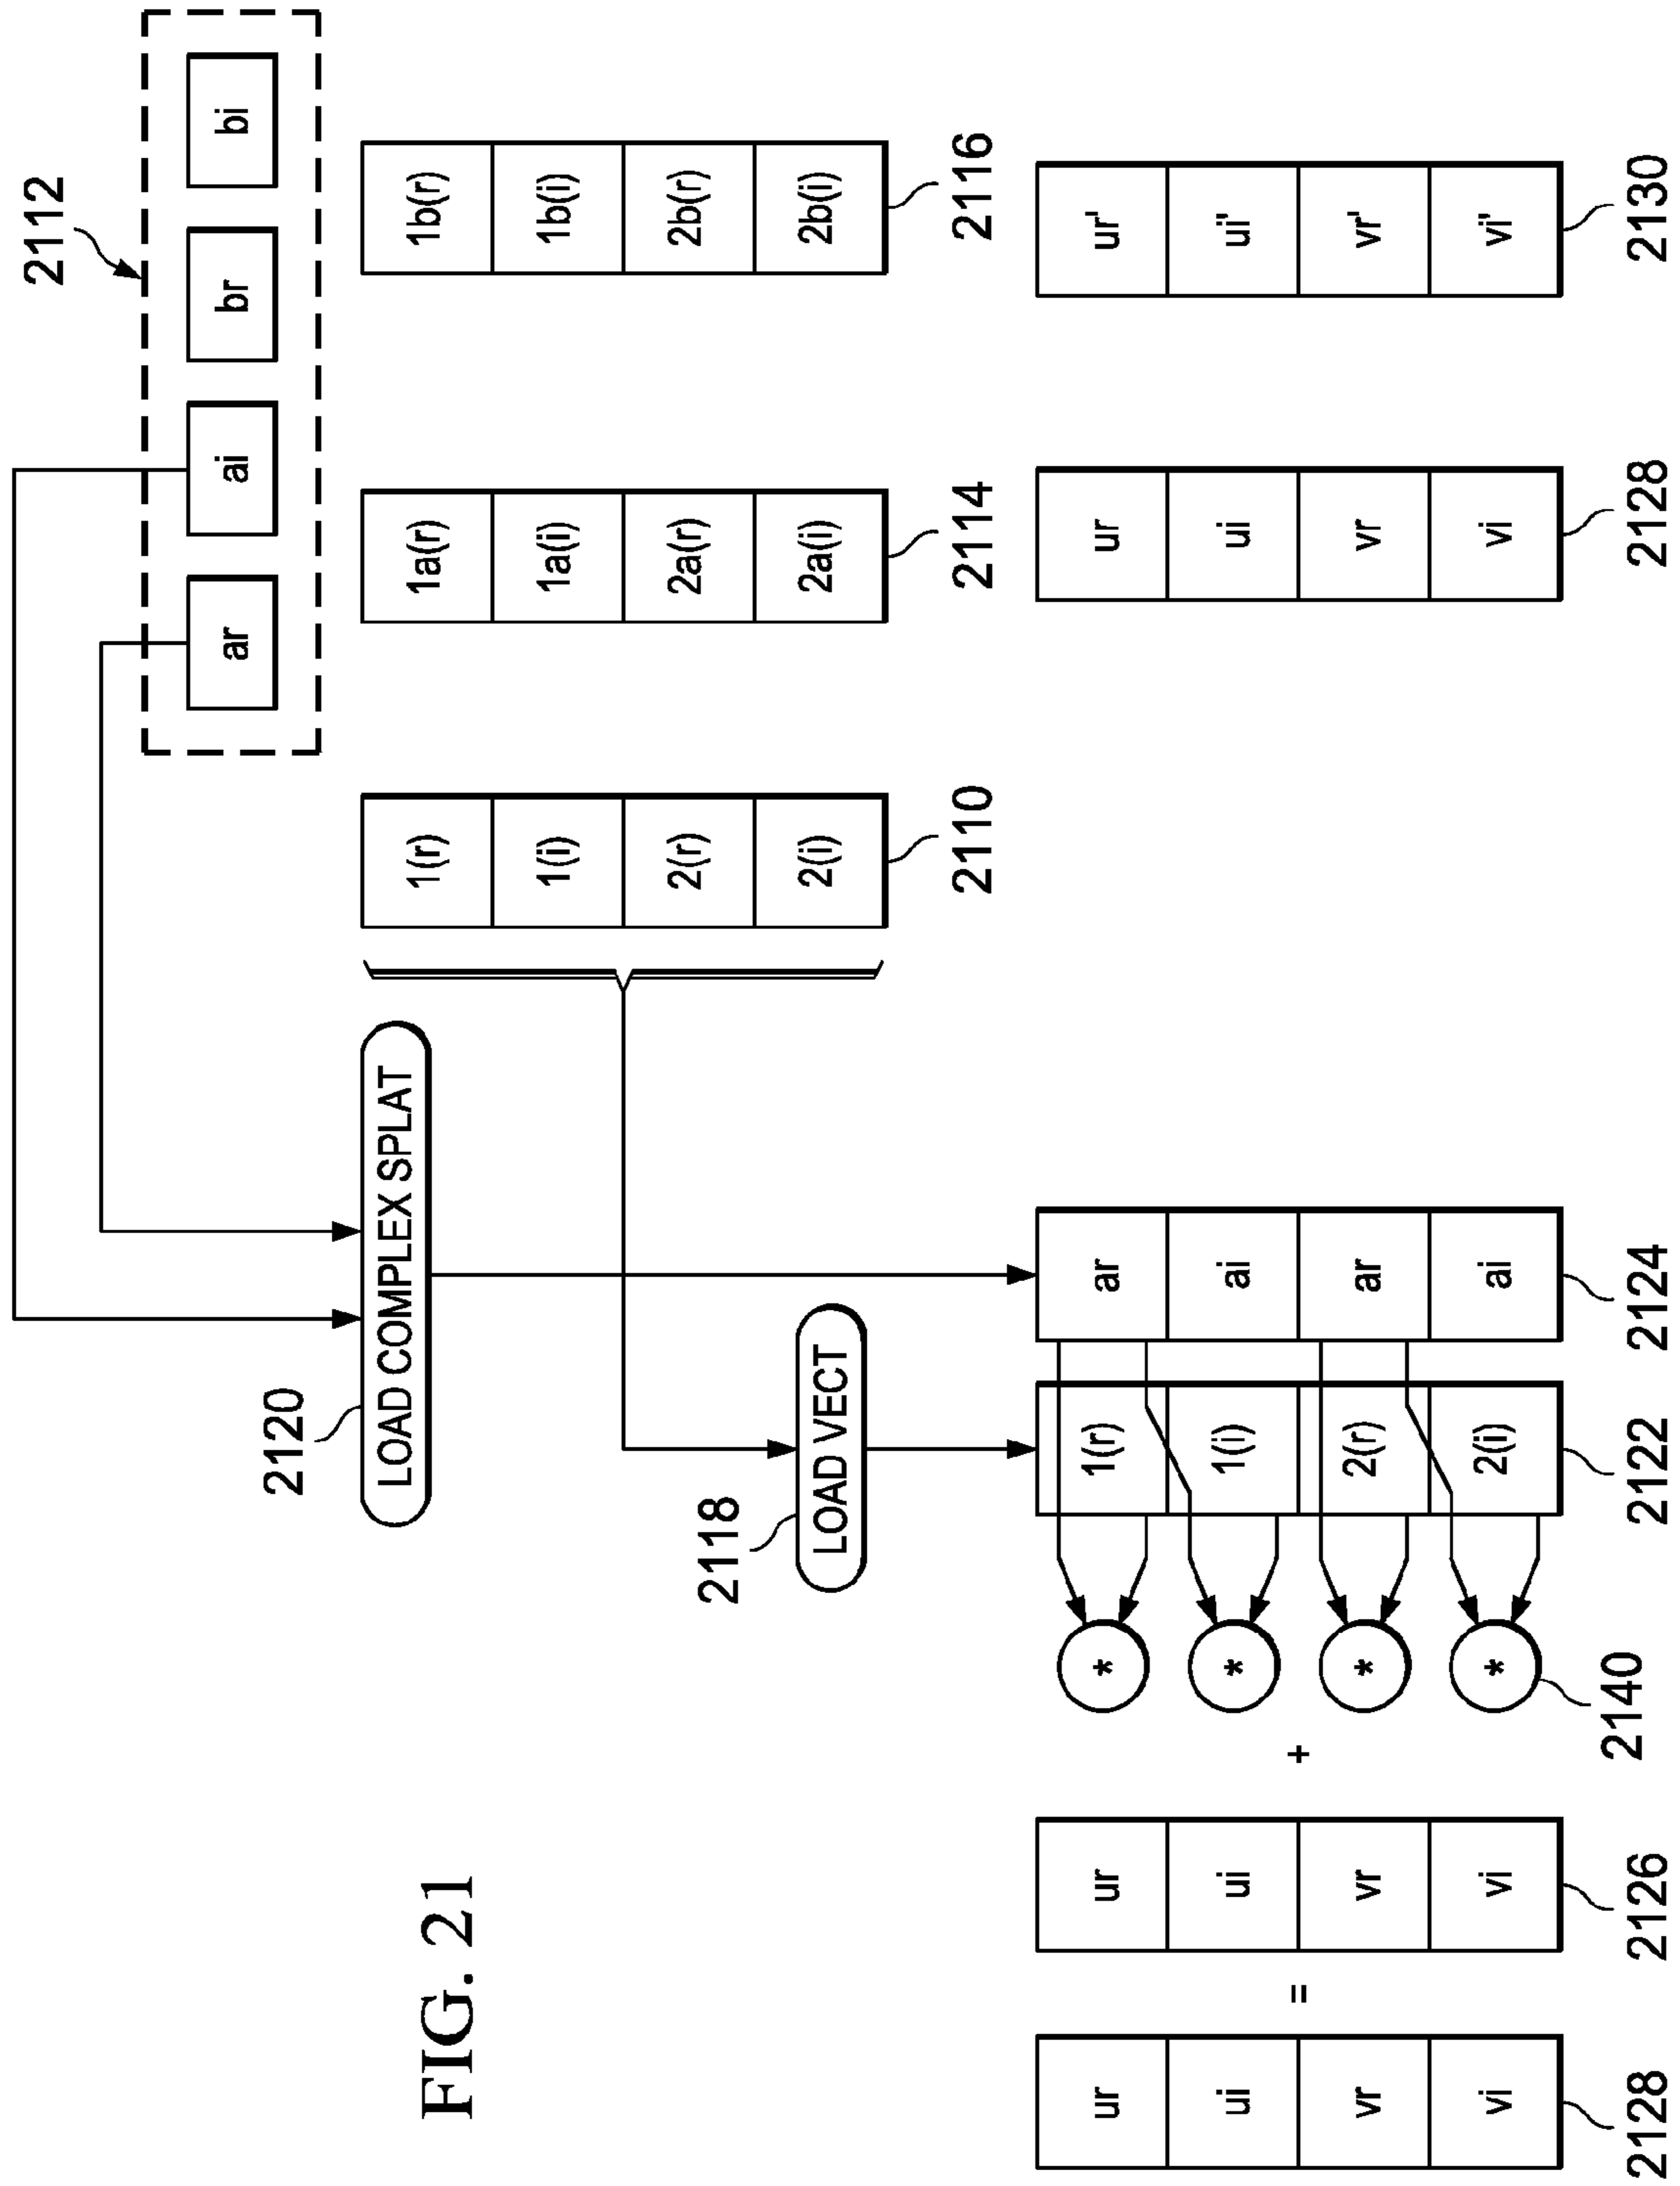 2112
ar ai br bi
2120
LOAD COMPLEX SPLAT
FIG. 21
1(r) 1a(r) 1b(r)
1(i) 1a(i) 1b(i)
2(r) 2a(r) 2b(r)
2(i) 2a(i) 2b(i)
2110 2114 2116
2118
LOAD VECT
ur ur * 1(r) ar ur ur'
ui ui * 1(i) ai ui ui'
= +
vr vr * 2(r) ar vr vr'
vi vi * 2(i) ai vi vi'
2128 2126 2140 2122 2124 2128 2130